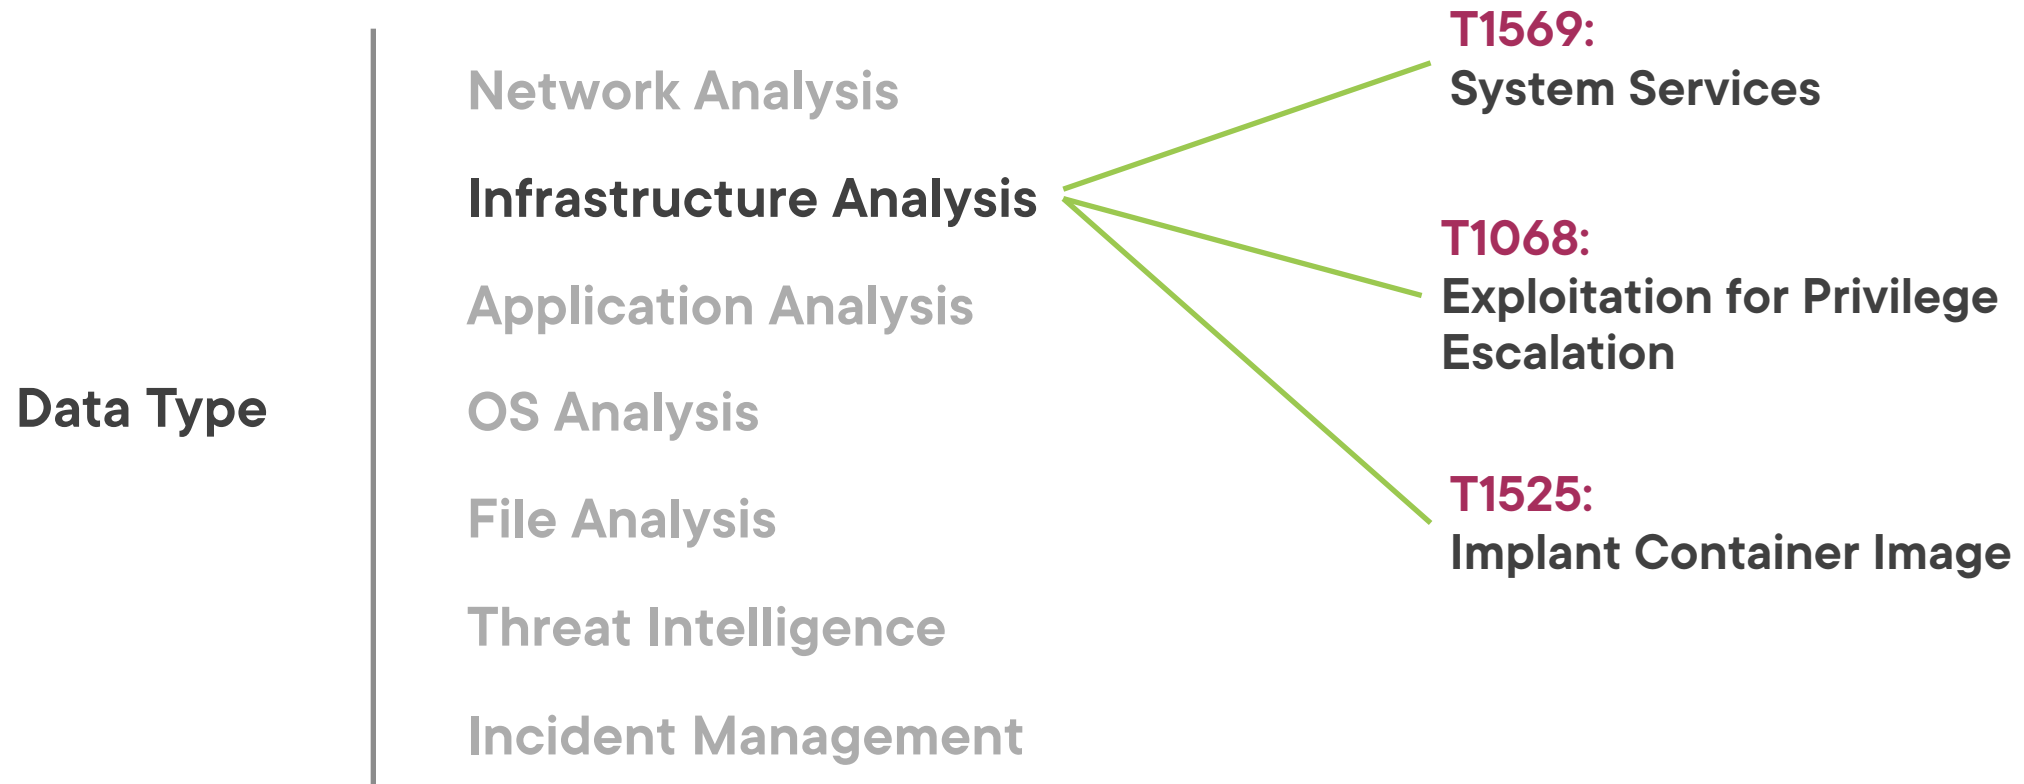 Data Type
Network Analysis
Infrastructure Analysis
Application Analysis
OS Analysis
File Analysis
Threat Intelligence
Incident Management
T1569:
System Services
T1068:
Exploitation for Privilege
Escalation
T1525:
Implant Container Image